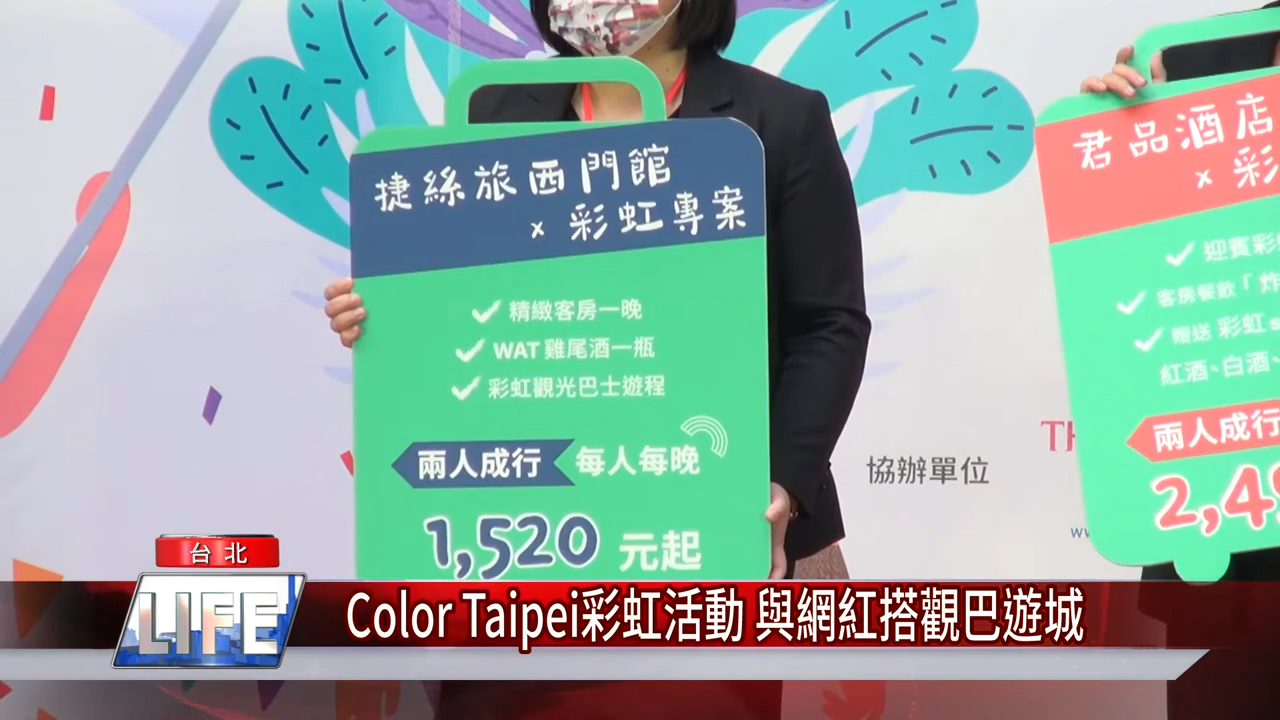 捷絲旅西門館
x 彩虹專案
精緻客房一晚
WAT 雞尾酒一瓶
彩虹觀光巴士遊程
兩人成行 每人每晚
1,520 元起
君品酒店
x 彩
迎賓彩
客房餐飲「炸
贈送 彩虹
紅酒、白酒、
兩人成行
2,4
協辦單位
TH
台北
LIFE
Color Taipei彩虹活動 與網紅搭觀巴遊城